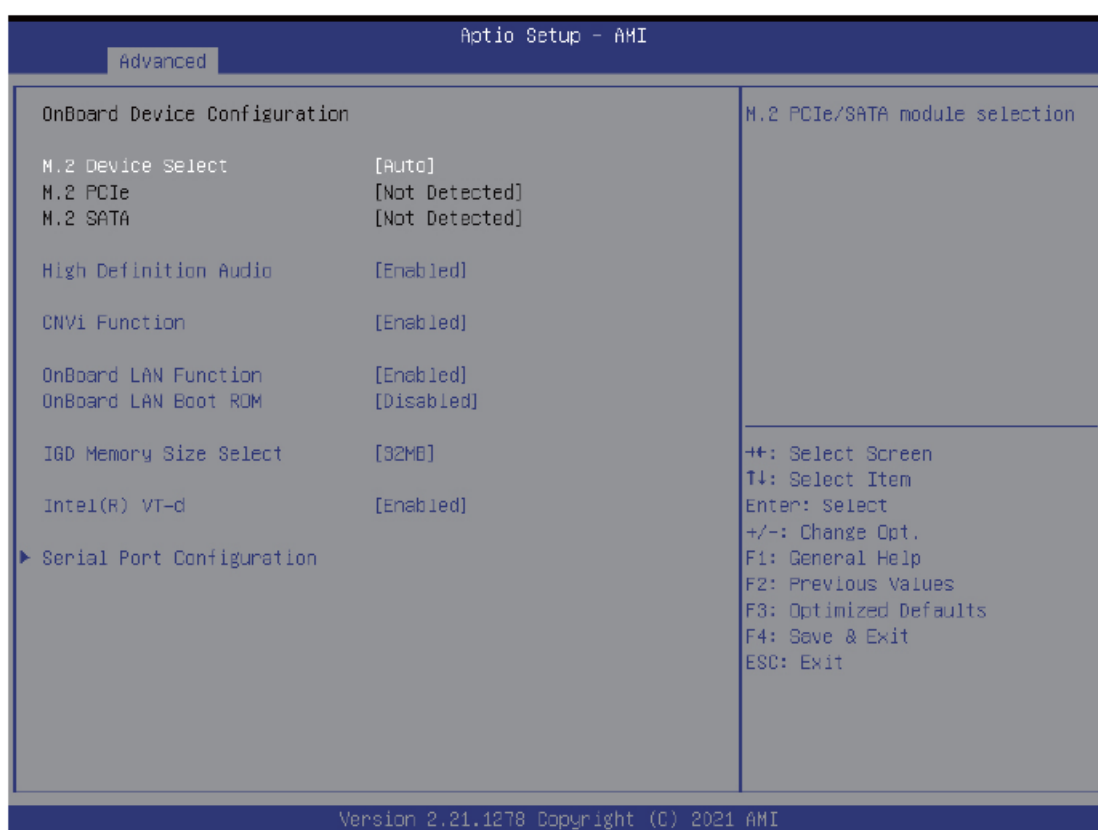 Aptio Setup - AMI
Advanced
OnBoard Device Configuration
M.2 Device Select [Auto]
M.2 PCIe [Not Detected]
M.2 SATA [Not Detected]
High Definition Audio [Enabled]
CNVi Function [Enabled]
OnBoard LAN Function [Enabled]
OnBoard LAN Boot ROM [Disabled]
IGD Memory Size Select [32MB]
Intel(R) VT-d [Enabled]
▶ Serial Port Configuration
M.2 PCIe/SATA module selection
→←: Select Screen
↑↓: Select Item
Enter: Select
+/-: Change Opt.
F1: General Help
F2: Previous Values
F3: Optimized Defaults
F4: Save & Exit
ESC: Exit
Version 2.21.1278 Copyright (C) 2021 AMI